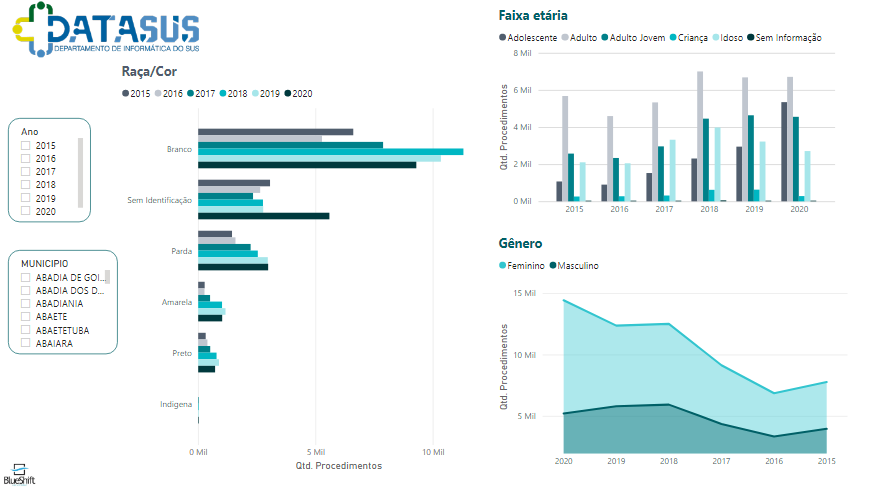 DATASUS
DEPARTAMENTO DE INFORMÁTICA DO SUS
Ano
2015
2016
2017
2018
2019
2020
MUNICIPIO
ABADIA DE GOI...
ABADIA DOS D...
ABADIANIA
ABAETE
ABAETETUBA
ABAIARA
BlueShift
Raça/Cor
2015 2016 2017 2018 2019 2020
Branco
Sem Identificação
Parda
Amarela
Preto
Indigena
0 Mil 5 Mil 10 Mil
Qtd. Procedimentos
Faixa etária
Adolescente Adulto Adulto Jovem Criança Idoso Sem Informação
Qtd. Procedimentos
8 Mil
6 Mil
4 Mil
2 Mil
0 Mil
2015 2016 2017 2018 2019 2020
Gênero
Feminino Masculino
Qtd. Procedimentos
15 Mil
10 Mil
5 Mil
2020 2019 2018 2017 2016 2015